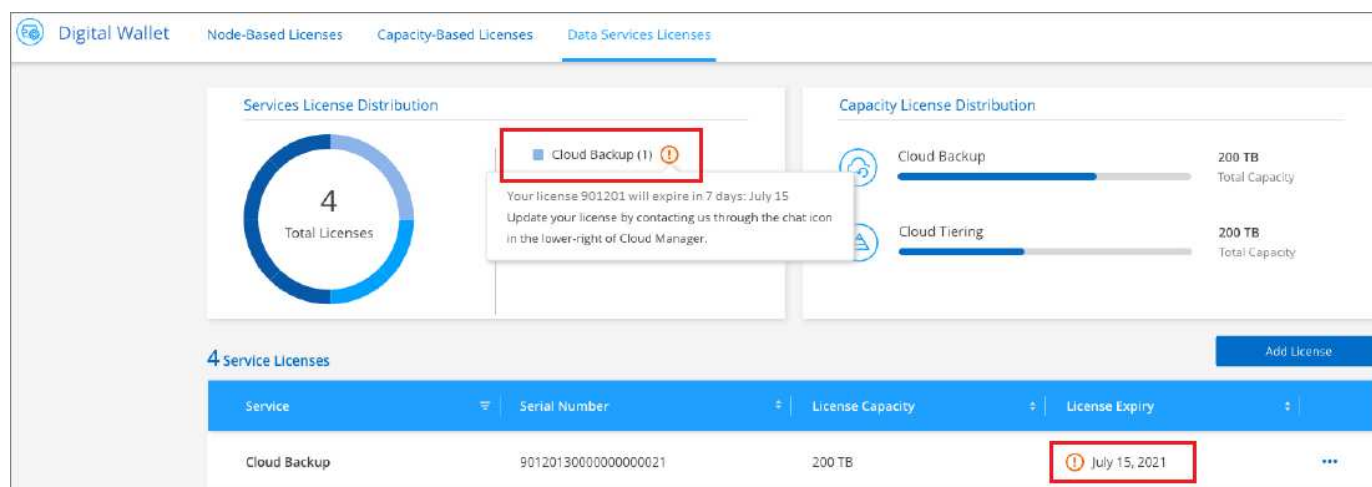 Digital Wallet
Node-Based Licenses
Capacity-Based Licenses
Data Services Licenses
Services License Distribution
4
Total Licenses
Cloud Backup (1)
Your license 901201 will expire in 7 days: July 15
Update your license by contacting us through the chat icon
in the lower-right of Cloud Manager.
Capacity License Distribution
Cloud Backup
200 TB
Total Capacity
Cloud Tiering
200 TB
Total Capacity
4 Service Licenses
Add License
Service
Serial Number
License Capacity
License Expiry
Cloud Backup
90120130000000000021
200 TB
July 15, 2021